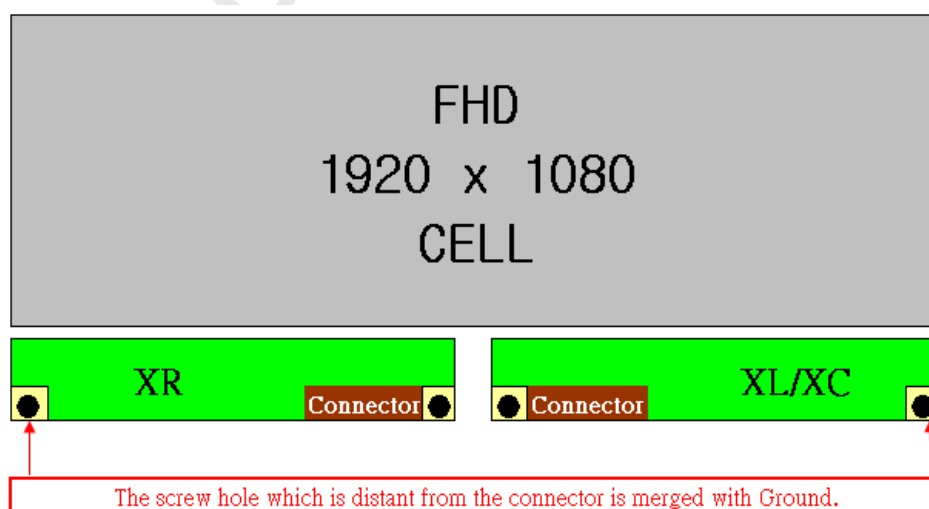 FHD
1920 x 1080
CELL
XR
XL/XC
Connector
Connector
The screw hole which is distant from the connector is merged with Ground.